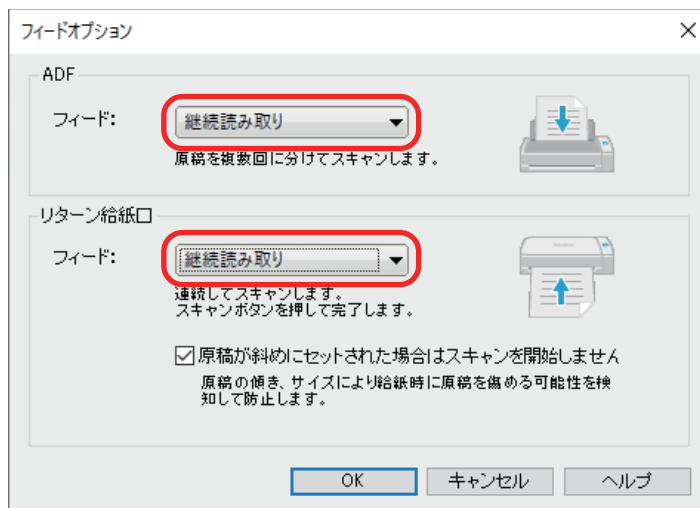 フィードオプション
ADF
フィード:
継続読み取り
原稿を複数回に分けてスキャンします。
リターン給紙口
フィード:
継続読み取り
連続してスキャンします。
スキャンボタンを押して完了します。
原稿が斜めにセットされた場合はスキャンを開始しません
原稿の傾き、サイズにより給紙時に原稿を傷める可能性を検
知して防止します。
OK
キャンセル
ヘルプ